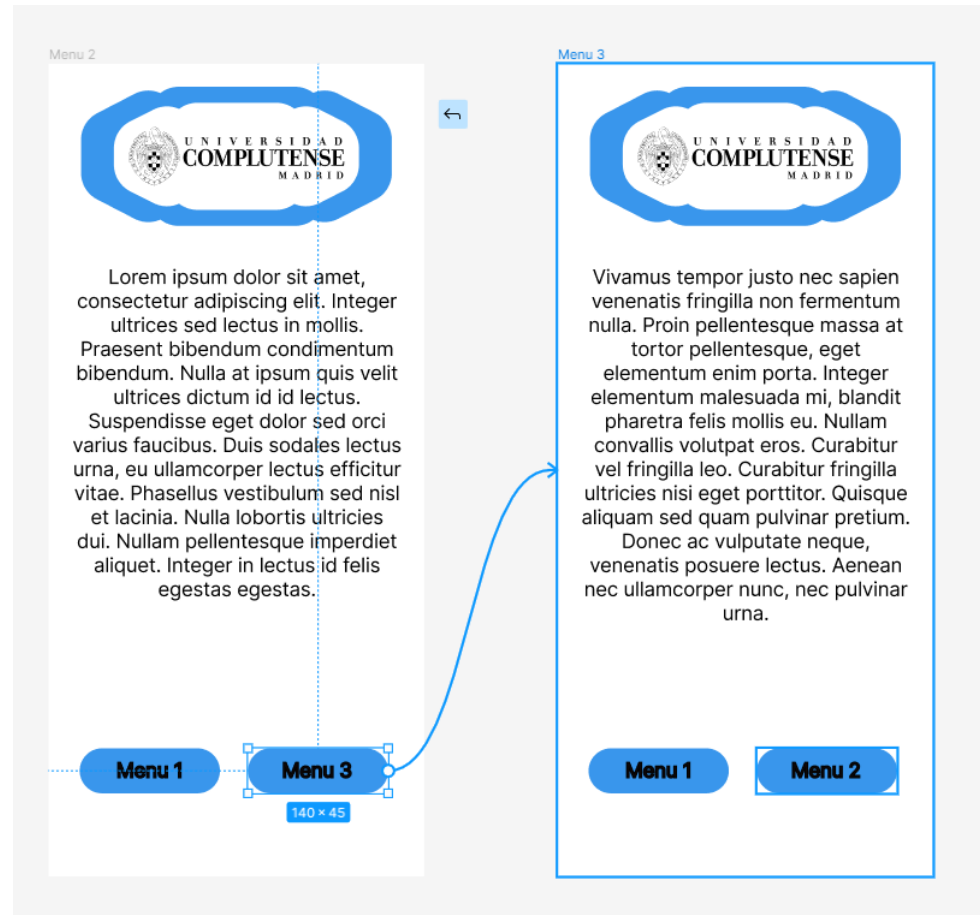 Menu 2
UNIVERSIDAD
COMPLUTENSE
MADRID
Lorem ipsum dolor sit amet,
consectetur adipiscing elit. Integer
ultrices sed lectus in mollis.
Praesent bibendum condimentum
bibendum. Nulla at ipsum quis velit
ultrices dictum id id lectus.
Suspendisse eget dolor sed orci
varius faucibus. Duis sodales lectus
urna, eu ullamcorper lectus efficitur
vitae. Phasellus vestibulum sed nisl
et lacinia. Nulla lobortis ultricies
dui. Nullam pellentesque imperdiet
aliquet. Integer in lectus id felis
egestas egestas.
Menu 1
Menu 3
140 × 45
Menu 3
UNIVERSIDAD
COMPLUTENSE
MADRID
Vivamus tempor justo nec sapien
venenatis fringilla non fermentum
nulla. Proin pellentesque massa at
tortor pellentesque, eget
elementum enim porta. Integer
elementum malesuada mi, blandit
pharetra felis mollis eu. Nullam
convallis volutpat eros. Curabitur
vel fringilla leo. Curabitur fringilla
ultricies nisi eget porttitor. Quisque
aliquam sed quam pulvinar pretium.
Donec ac vulputate neque,
venenatis posuere lectus. Aenean
nec ullamcorper nunc, nec pulvinar
urna.
Menu 1
Menu 2